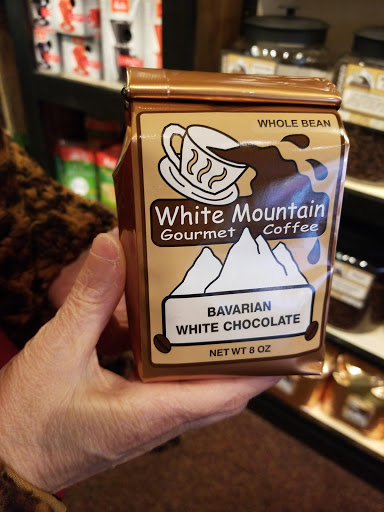 WHOLE BEAN
White Mountain
Gourmet Coffee
BAVARIAN
WHITE CHOCOLATE
NET WT 8 OZ